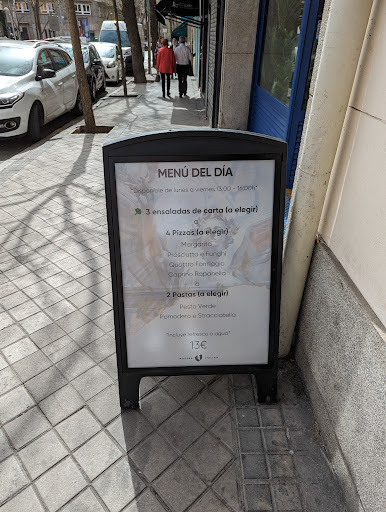 MENÚ DEL DÍA
*Disponible de lunes a viernes 13:00 - 16:00h*
3 ensaladas de carta (a elegir)
o
4 Pizzas (a elegir)
Margarita
Prosciutto e Funghi
Quattro Formaggi
Caprino Romanella
o
2 Pastas (a elegir)
Pesto Verde
Pomodoro e Stracciatella
*Incluye refresco o agua*
13€